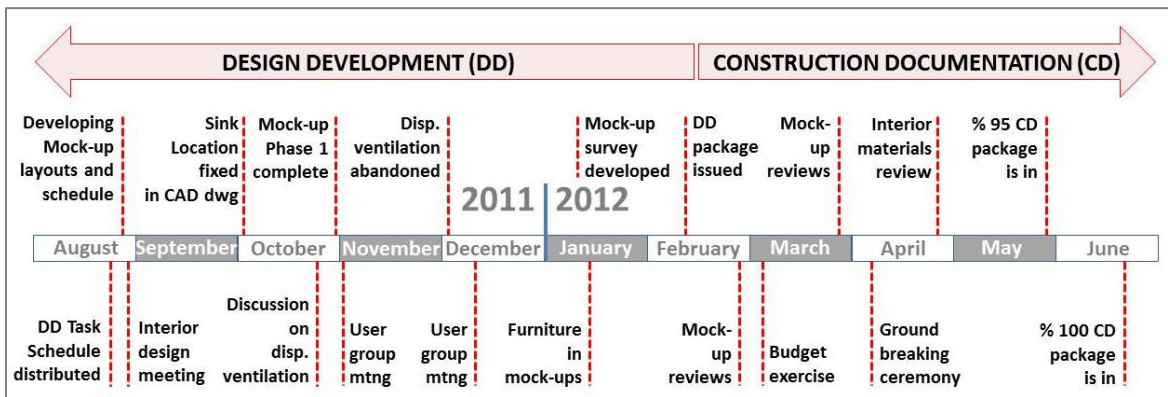 DESIGN DEVELOPMENT (DD)
CONSTRUCTION DOCUMENTATION (CD)
Developing
Mock-up
layouts and
schedule
Sink
Location
fixed
in CAD dwg
Mock-up
Phase 1
complete
Disp.
ventilation
abandoned
Mock-up
survey
developed
DD
package
issued
Mock-
up
reviews
Interior
materials
review
% 95 CD
package
is in
2011
2012
August
September
October
November
December
January
February
March
April
May
June
DD Task
Schedule
distributed
Interior
design
meeting
Discussion
on
disp.
ventilation
User
group
mtng
User
group
mtng
Furniture
in
mock-ups
Mock-
up
reviews
Budget
exercise
Ground
breaking
ceremony
% 100 CD
package
is in